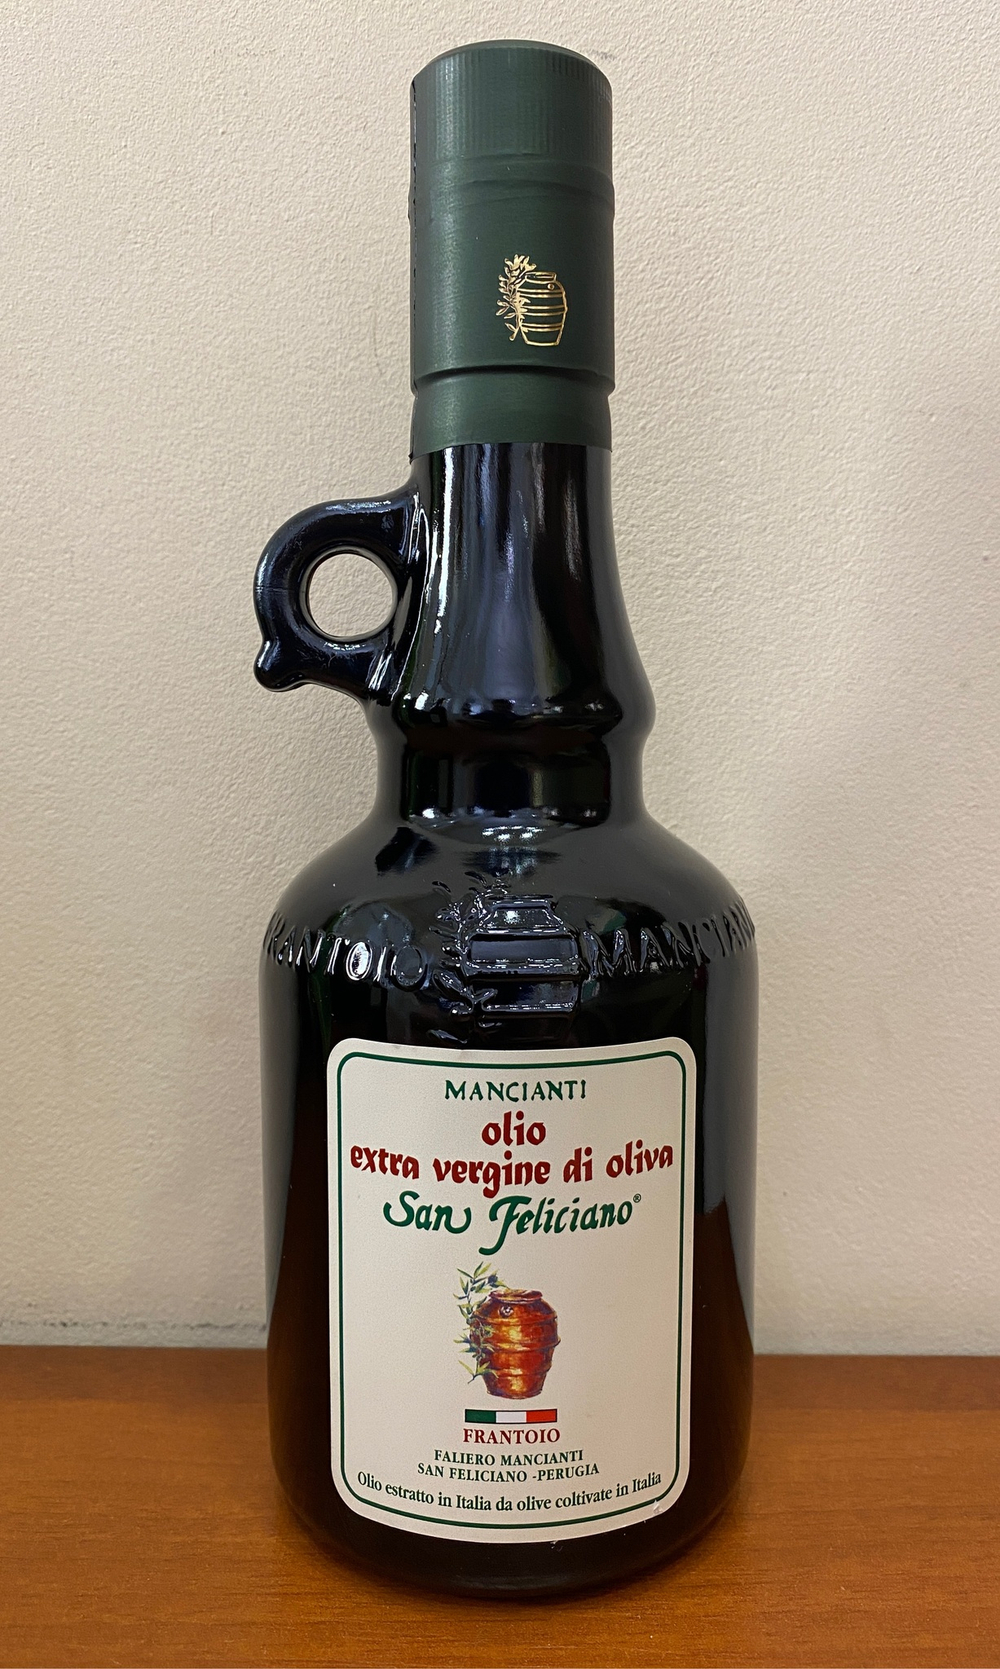 FRANTOIO MANCIANTI
MANCIANTI
olio
extra vergine di oliva
San Feliciano®
FRANTOIO
FALIERO MANCIANTI
SAN FELICIANO - PERUGIA
Olio estratto in Italia da olive coltivate in Italia